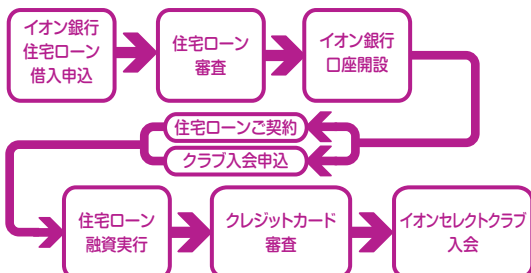 イオン銀行
住宅ローン
借入申込
住宅ローン
審査
イオン銀行
口座開設
住宅ローンご契約
クラブ入会申込
住宅ローン
融資実行
クレジットカード
審査
イオンセレクトクラブ
入会